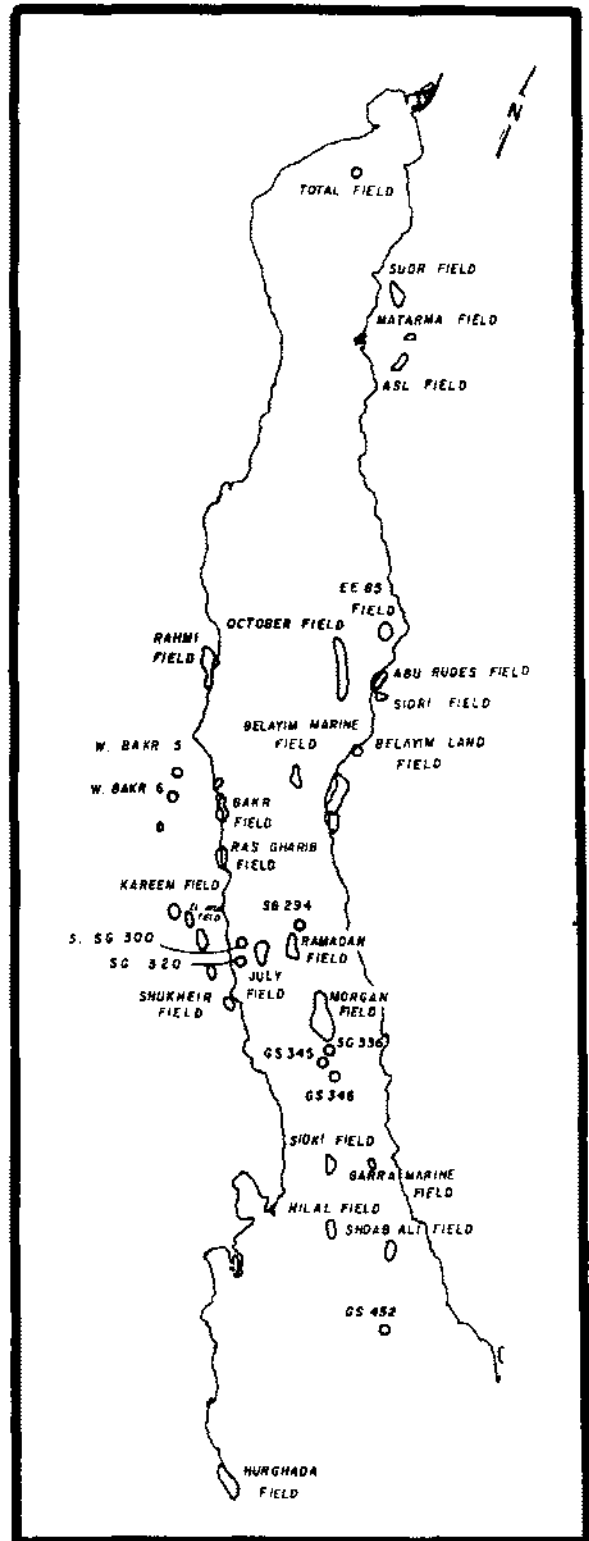 N
TOTAL FIELD
SUDR FIELD
MATARMA FIELD
ASL FIELD
EE 85
FIELD
OCTOBER FIELD
RAHMI
FIELD
ABU RUDES FIELD
SIDRI FIELD
BELAYIM MARINE
FIELD
BELAYIM LAND
FIELD
W. BAKR 5
W. BAKR 6
BAKR
FIELD
RAS GHARIB
FIELD
KAREEM FIELD
FIELD
SG 294
S. SG 300
SG 320
RAMADAN
FIELD
JULY
FIELD
SHUKHEIR
FIELD
MORGAN
FIELD
SG 336
GS 345
GS 346
SIDKI FIELD
GARRA MARINE
FIELD
HILAL FIELD
SHOAB ALI FIELD
GS 452
HURGHADA
FIELD